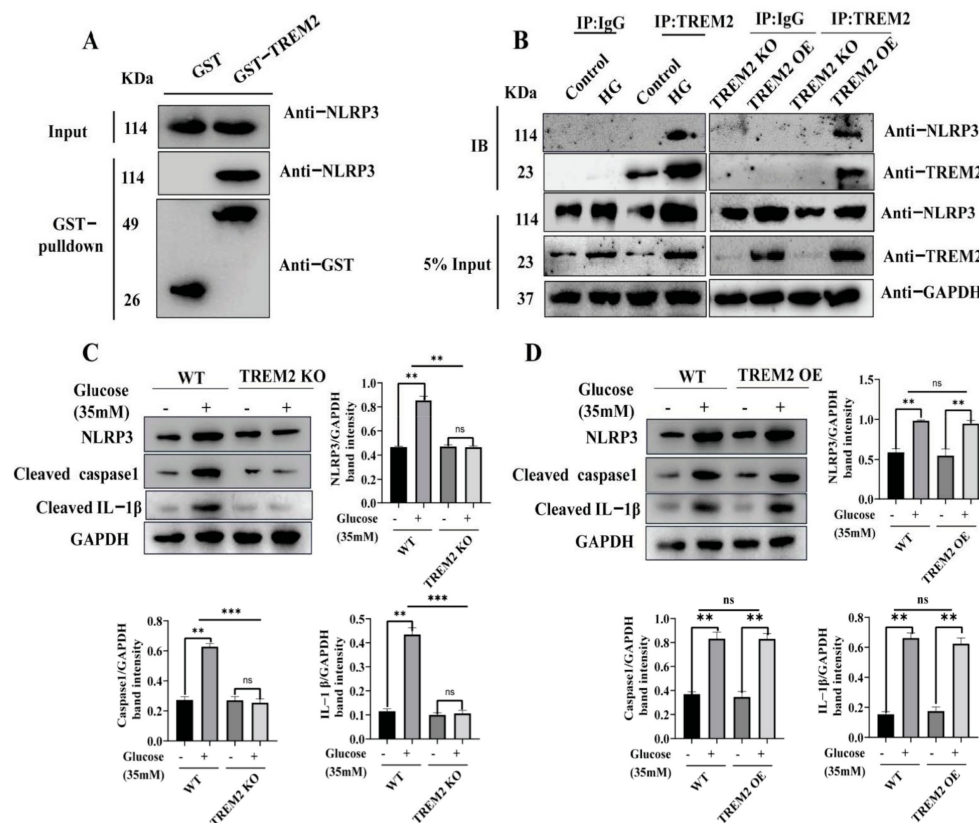 A
GST
GST-TREM2
KDa
Input
114
Anti-NLRP3
114
Anti-NLRP3
GST-
pulldown
49
Anti-GST
26
B
IP:IgG
IP:TREM2
IP:IgG
IP:TREM2
Control
HG
Control
HG
TREM2 KO
TREM2 OE
TREM2 KO
TREM2 OE
KDa
IB
114
Anti-NLRP3
23
Anti-TREM2
5% Input
114
Anti-NLRP3
23
Anti-TREM2
37
Anti-GAPDH
C
WT
TREM2 KO
Glucose
(35mM)
- + - +
NLRP3
Cleaved caspase1
Cleaved IL-1β
GAPDH
NLRP3/GAPDH
band intensity
1.0
0.8
0.6
0.4
0.2
0.0
**
**
ns
Glucose
(35mM)
- + - +
WT
TREM2 KO
Caspase1/GAPDH
band intensity
0.8
0.6
0.4
0.2
0.0
***
**
ns
Glucose
(35mM)
- + - +
WT
TREM2 KO
IL-1 β/GAPDH
band intensity
0.5
0.4
0.3
0.2
0.1
0.0
***
**
ns
Glucose
(35mM)
- + - +
WT
TREM2 KO
D
WT
TREM2 OE
Glucose
(35mM)
- + - +
NLRP3
Cleaved caspase1
Cleaved IL-1β
GAPDH
NLRP3/GAPDH
band intensity
1.5
1.0
0.5
0.0
ns
**
**
Glucose
(35mM)
- + - +
WT
TREM2 OE
Caspase1/GAPDH
band intensity
1.0
0.8
0.6
0.4
0.2
0.0
ns
**
**
Glucose
(35mM)
- + - +
WT
TREM2 OE
IL-1β/GAPDH
band intensity
0.8
0.6
0.4
0.2
0.0
ns
**
**
Glucose
(35mM)
- + - +
WT
TREM2 OE